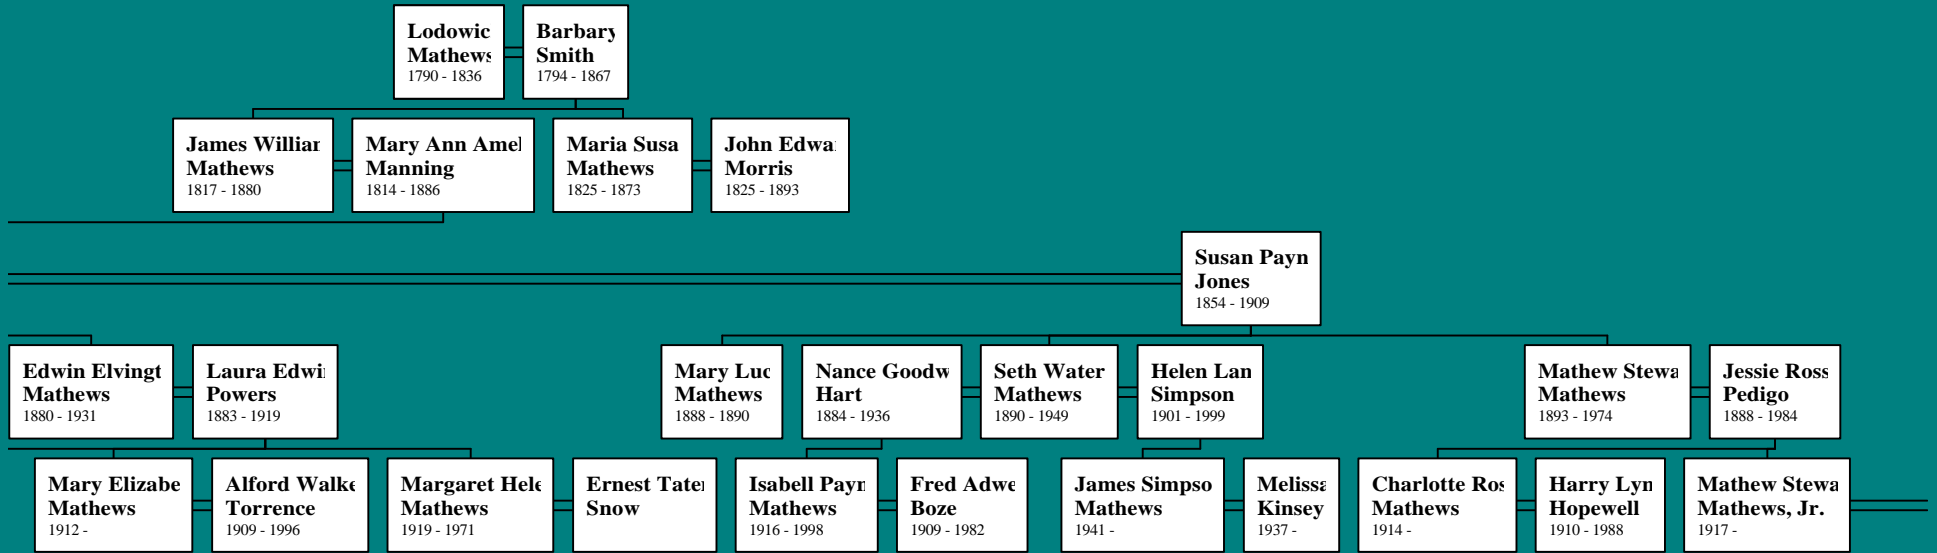 Lodowic
Mathews
1790 - 1836
Barbary
Smith
1794 - 1867
James Willian
Mathews
1817 - 1880
Mary Ann Amel
Manning
1814 - 1886
Maria Susa
Mathews
1825 - 1873
John Edwa
Morris
1825 - 1893
Susan Payn
Jones
1854 - 1909
Edwin Elvingt
Mathews
1880 - 1931
Laura Edwi
Powers
1883 - 1919
Mary Luc
Mathews
1888 - 1890
Nance Goodw
Hart
1884 - 1936
Seth Water
Mathews
1890 - 1949
Helen Lan
Simpson
1901 - 1999
Mathew Stewa
Mathews
1893 - 1974
Jessie Ross
Pedigo
1888 - 1984
Mary Elizabe
Mathews
1912 -
Alford Walke
Torrence
1909 - 1996
Margaret Hele
Mathews
1919 - 1971
Ernest Tate
Snow
Isabell Payn
Mathews
1916 - 1998
Fred Adwe
Boze
1909 - 1982
James Simpso
Mathews
1941 -
Melissa
Kinsey
1937 -
Charlotte Ros
Mathews
1914 -
Harry Lyn
Hopewell
1910 - 1988
Mathew Stewa
Mathews, Jr.
1917 -